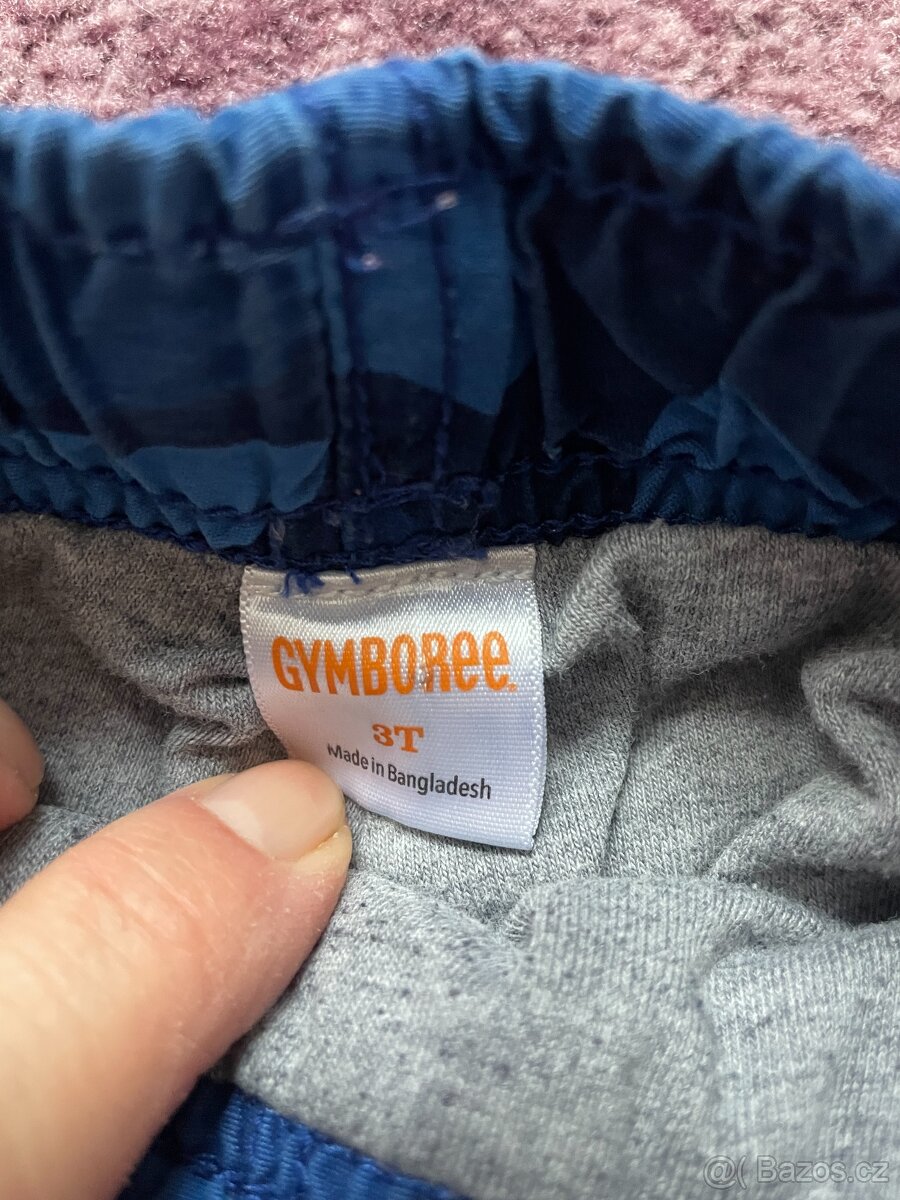 GYMBOREE
3T
Made in Bangladesh
@( Bazos.cz